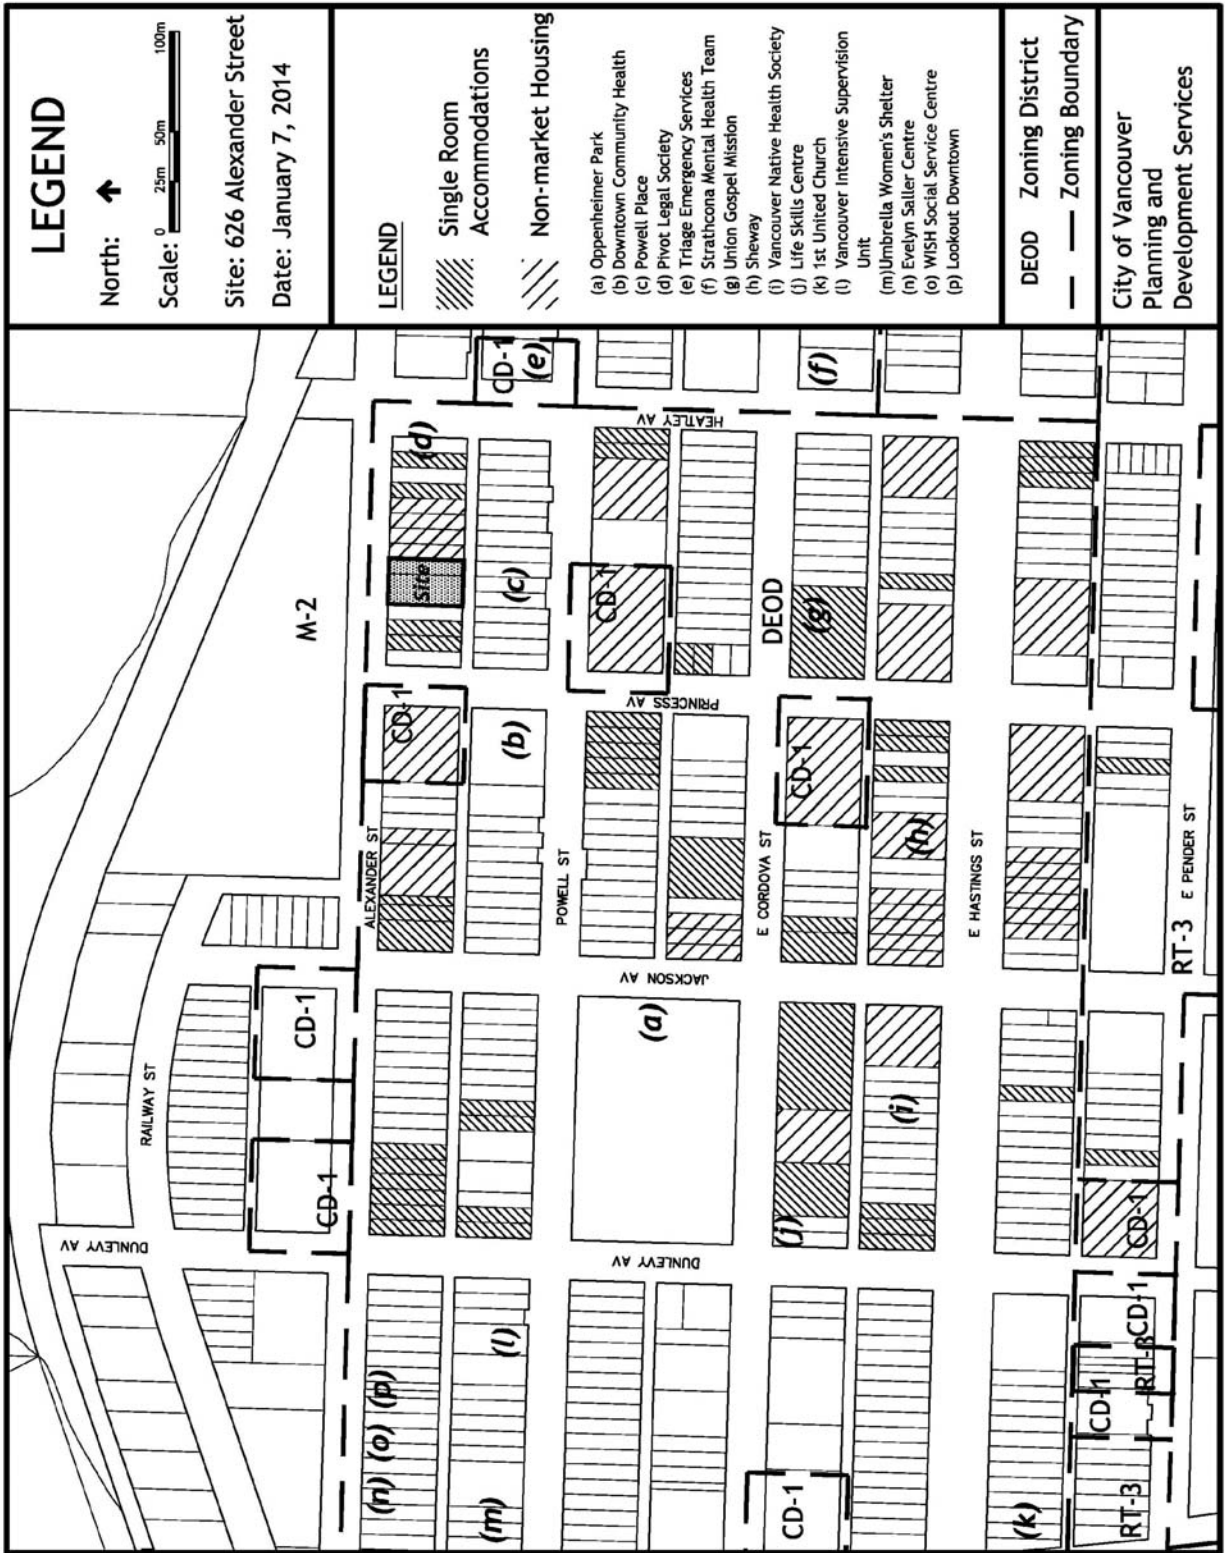 LEGEND
North:
Scale:
0 25m 50m 100m
Site: 626 Alexander Street
Date: January 7, 2014
LEGEND
Single Room
Accommodations
Non-market Housing
(a) Oppenheimer Park
(b) Downtown Community Health
(c) Powell Place
(d) Pivot Legal Society
(e) Triage Emergency Services
(f) Strathcona Mental Health Team
(g) Union Gospel Mission
(h) Sheway
(i) Vancouver Native Health Society
(j) Life Skills Centre
(k) 1st United Church
(l) Vancouver Intensive Supervision
Unit
(m)Umbrella Women's Shelter
(n) Evelyn Saller Centre
(o) WISH Social Service Centre
(p) Lookout Downtown
DEOD Zoning District
Zoning Boundary
City of Vancouver
Planning and
Development Services
M-2
RAILWAY ST
DUNLEVY AV
CD-1
CD-1
ALEXANDER ST
CD-1
Site
(d)
CD-1
(e)
(n) (o) (p)
(m)
(l)
(b)
(c)
POWELL ST
HEATLEY AV
PRINCESS AV
JACKSON AV
DUNLEVY AV
CD-1
(a)
E CORDOVA ST
DEOD
CD-1
(j)
CD-1
(g)
(f)
(i)
(h)
E HASTINGS ST
(k)
CD-1
CD-1
CD-1
RT-3
RT-3
RT-3
E PENDER ST